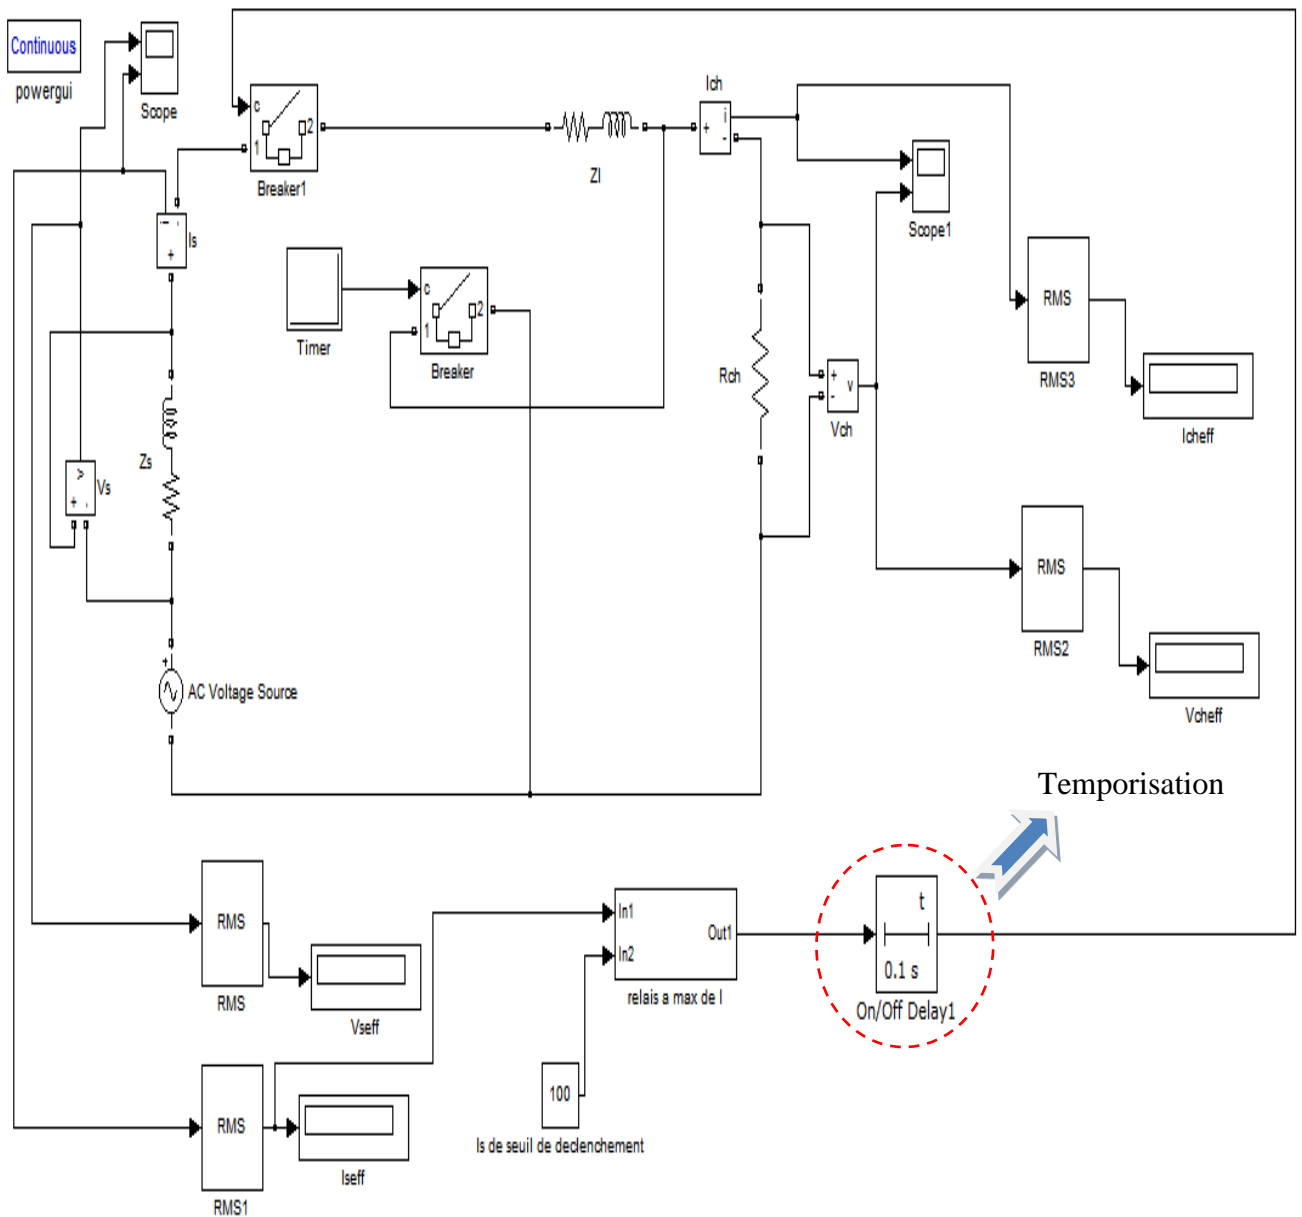 Continuous
powergui
Scope
c
1
2
Breaker1
Zl
Ich
+
i
-
Scope1
Is
+
-
Timer
c
1
2
Breaker
RMS
RMS3
Icheff
Rch
+
-
v
Vch
Zs
v
+
-
Vs
RMS
RMS2
Vcheff
+
AC Voltage Source
Temporisation
RMS
RMS
Vseff
In1
In2
Out1
relais a max de I
t
0.1 s
On/Off Delay1
100
Is de seuil de declenchement
RMS
RMS1
Iseff